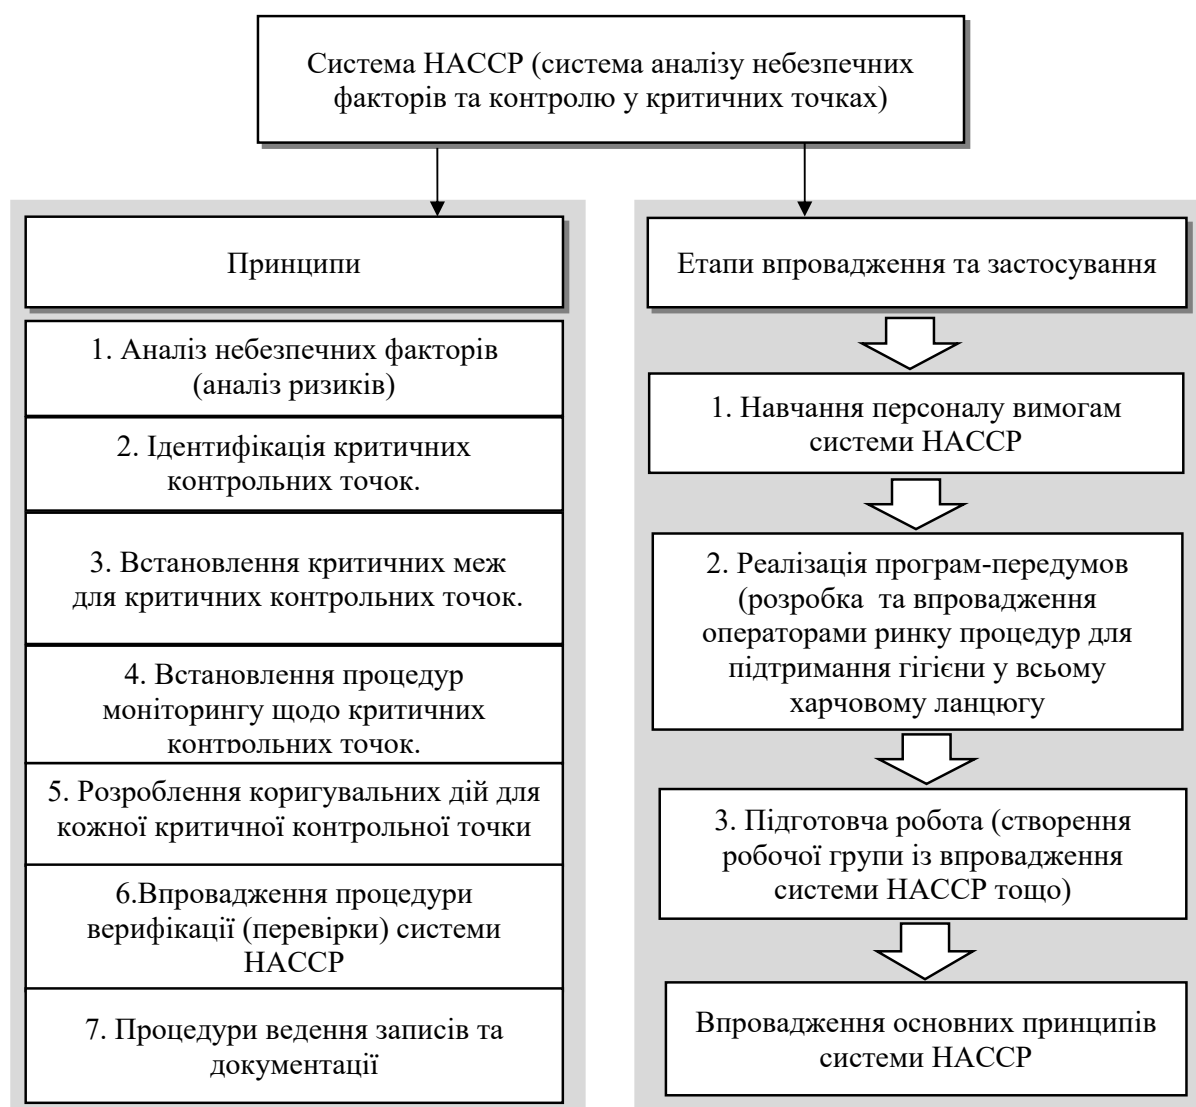 Система НАССР (система аналізу небезпечних
факторів та контролю у критичних точках)
Принципи
1. Аналіз небезпечних факторів
(аналіз ризиків)
2. Ідентифікація критичних
контрольних точок.
3. Встановлення критичних меж
для критичних контрольних точок.
4. Встановлення процедур
моніторингу щодо критичних
контрольних точок.
5. Розроблення коригувальних дій для
кожної критичної контрольної точки
6.Впровадження процедури
верифікації (перевірки) системи
НАССР
7. Процедури ведення записів та
документації
Етапи впровадження та застосування
1. Навчання персоналу вимогам
системи НАССР
2. Реалізація програм-передумов
(розробка та впровадження
операторами ринку процедур для
підтримання гігієни у всьому
харчовому ланцюгу
3. Підготовча робота (створення
робочої групи із впровадження
системи НАССР тощо)
Впровадження основних принципів
системи НАССР